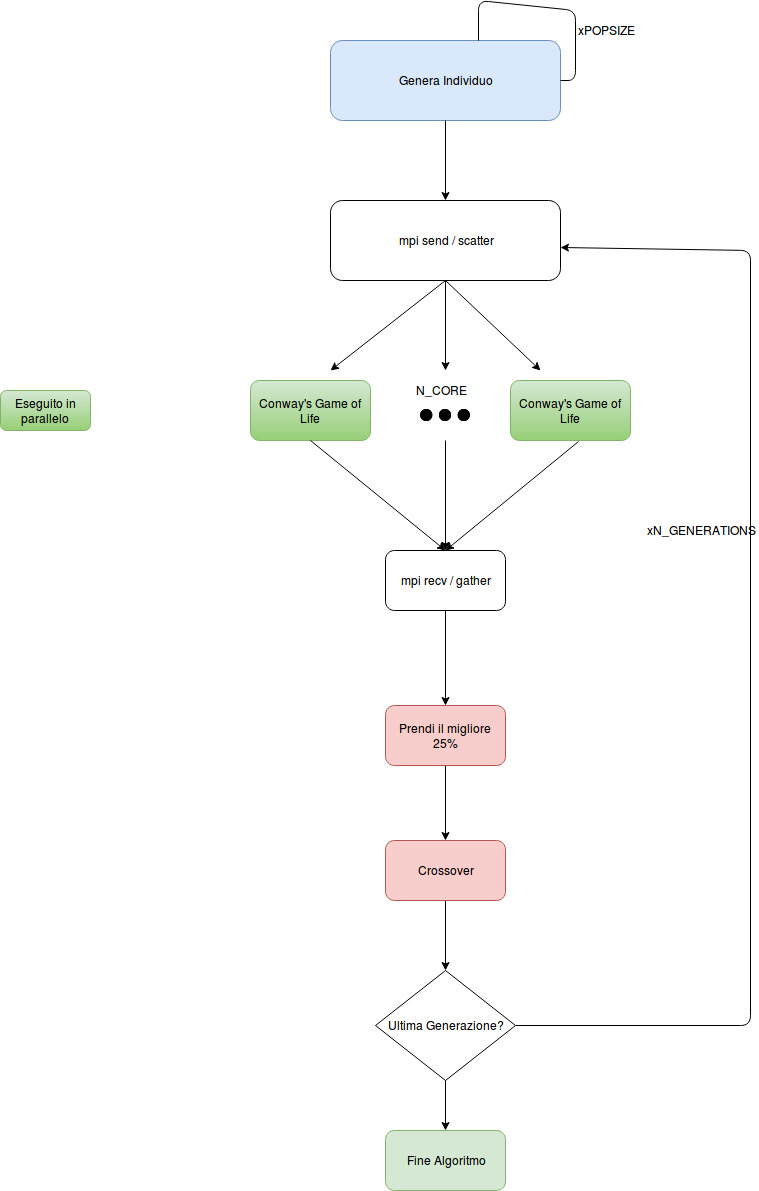 xPOPSIZE
Genera Individuo
mpi send / scatter
N_CORE
Conway's Game of
Life
Conway's Game of
Life
Eseguito in
parallelo
xN_GENERATIONS
mpi recv / gather
Prendi il migliore
25%
Crossover
Ultima Generazione?
Fine Algoritmo